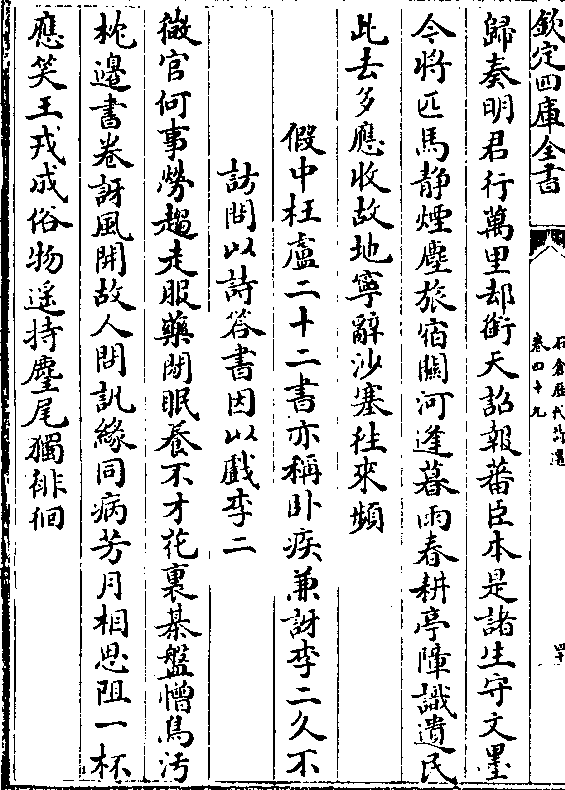 欽定四庫全書
石倉歷代詩選
卷四十九
歸奏明君行萬里却銜天詔報蕃臣本是諸生守文墨
今將匹馬静煙塵旅宿關河逢暮雨春耕亭障識遺民
此去多應收故地寧辭沙塞往來頻
假中枉盧二十二書亦稱卧疾兼訝李二久不
訪問以詩答書因以戲李二
微官何事勞趨走服藥閒眠養不才花裏棊盤憎鳥汚
枕邊書卷訝風開故人問訊緣同病芳月相思阻一杯
應笑王戎成俗物遥持麈尾獨徘徊